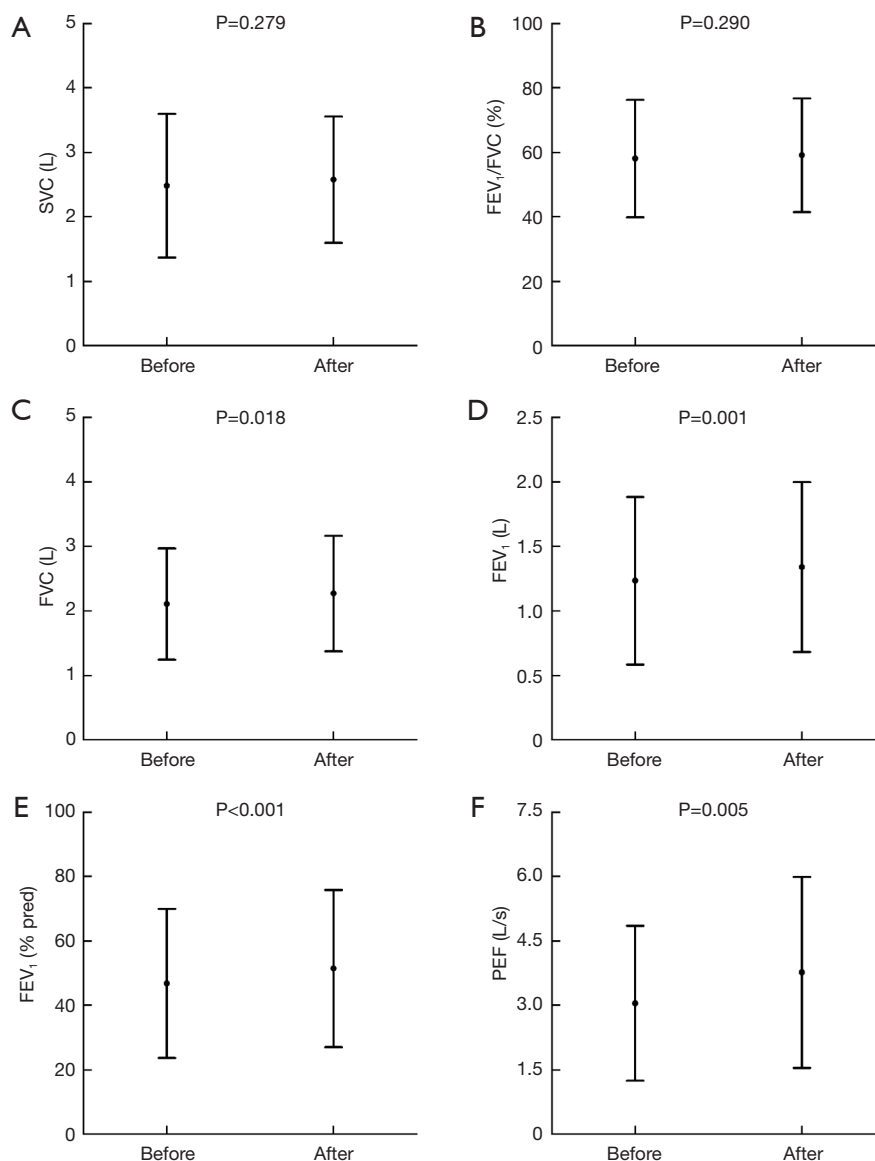 A
P=0.279
SVC (L)
5
4
3
2
1
0
Before After
B
P=0.290
FEV₁/FVC (%)
100
80
60
40
20
0
Before After
C
P=0.018
FVC (L)
5
4
3
2
1
0
Before After
D
P=0.001
FEV₁ (L)
2.5
2.0
1.5
1.0
0.5
0
Before After
E
P<0.001
FEV₁ (% pred)
100
80
60
40
20
0
Before After
F
P=0.005
PEF (L/s)
7.5
6.0
4.5
3.0
1.5
0
Before After